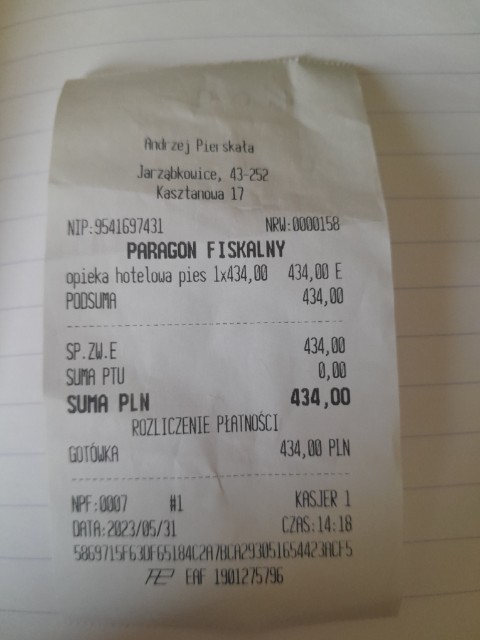 Andrzej Pierskała
Jarząbkowice, 43-252
Kasztanowa 17
NIP:9541697431 NRW:0000158
PARAGON FISKALNY
opieka hotelowa pies 1x434,00 434,00 E
PODSUMA 434,00
SP.ZW.E 434,00
SUMA PTU 0,00
SUMA PLN 434,00
ROZLICZENIE PŁATNOŚCI
GOTÓWKA 434,00 PLN
NPF:0007 #1 KASJER 1
DATA:2023/05/31 CZAS:14:18
5869715F63DF65184C2A7BCA293051654423ACF5
EAF 1901275796